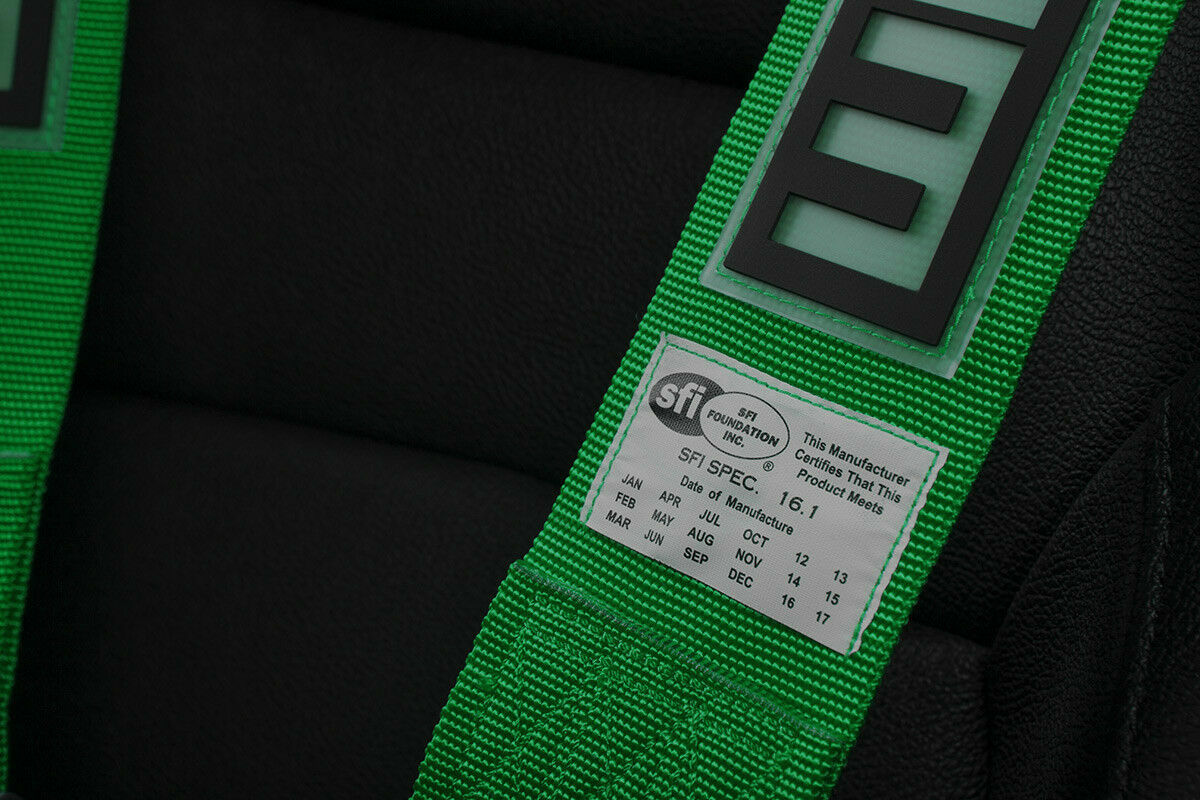 sfi
SFI
FOUNDATION
INC.
®
This Manufacturer
Certifies That This
Product Meets
SFI SPEC. 16.1
Date of Manufacture
JAN APR JUL OCT 12 13
FEB MAY AUG NOV 14 15
MAR JUN SEP DEC 16 17